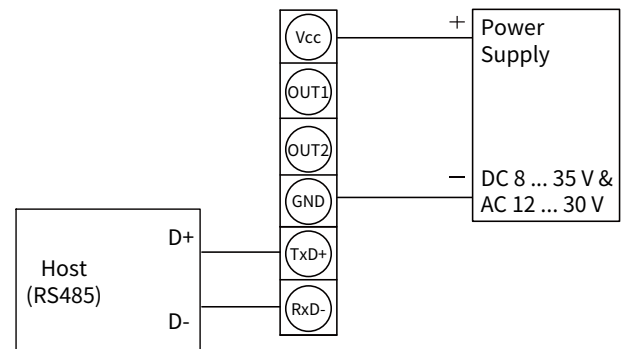 Vcc
OUT1
OUT2
GND
TxD+
RxD-
+ Power
Supply
– DC 8 ... 35 V &
AC 12 ... 30 V
D+
Host
(RS485)
D-